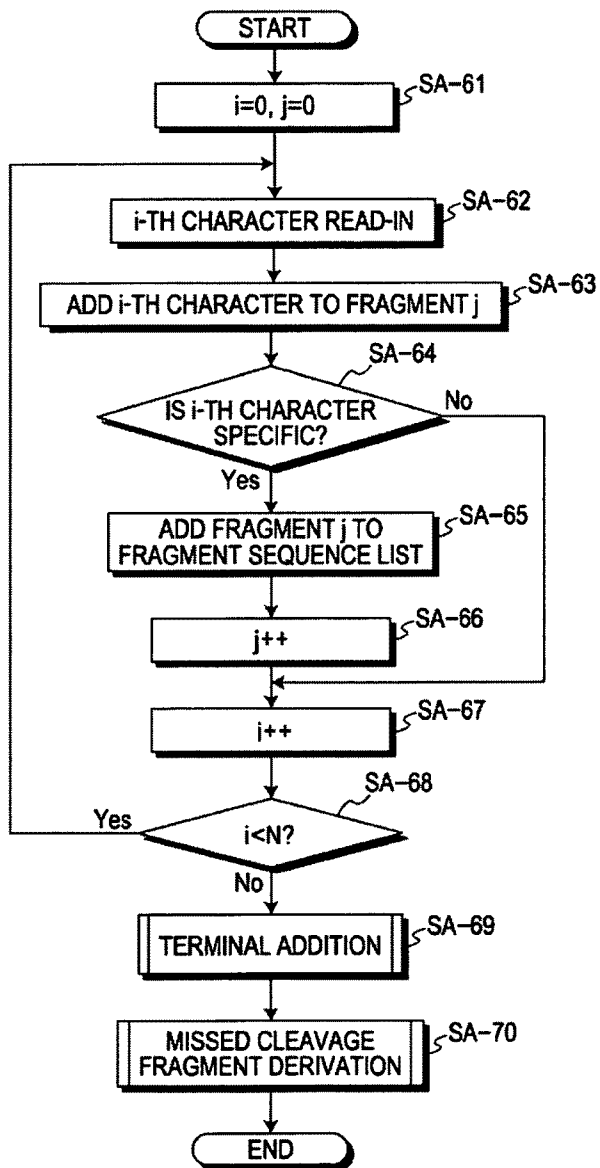 START
SA-61
i=0, j=0
SA-62
i-TH CHARACTER READ-IN
SA-63
ADD i-TH CHARACTER TO FRAGMENT j
SA-64
IS i-TH CHARACTER
SPECIFIC?
No
Yes
SA-65
ADD FRAGMENT j TO
FRAGMENT SEQUENCE LIST
SA-66
j++
SA-67
i++
SA-68
Yes
i<N?
No
SA-69
TERMINAL ADDITION
SA-70
MISSED CLEAVAGE
FRAGMENT DERIVATION
END